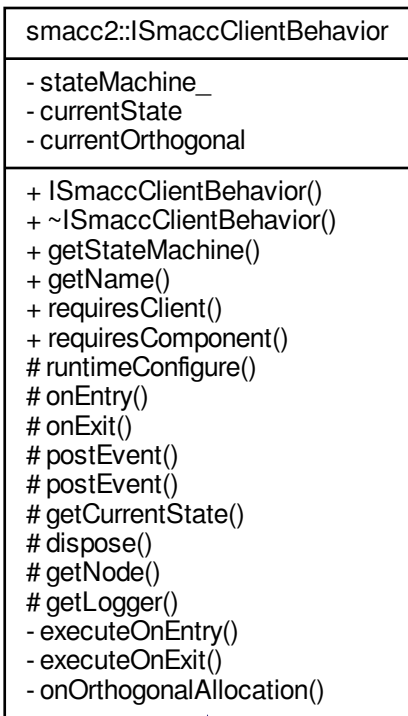 smacc2::ISmaccClientBehavior
- stateMachine_
- currentState
- currentOrthogonal
+ ISmaccClientBehavior()
+ ~ISmaccClientBehavior()
+ getStateMachine()
+ getName()
+ requiresClient()
+ requiresComponent()
# runtimeConfigure()
# onEntry()
# onExit()
# postEvent()
# postEvent()
# getCurrentState()
# dispose()
# getNode()
# getLogger()
- executeOnEntry()
- executeOnExit()
- onOrthogonalAllocation()